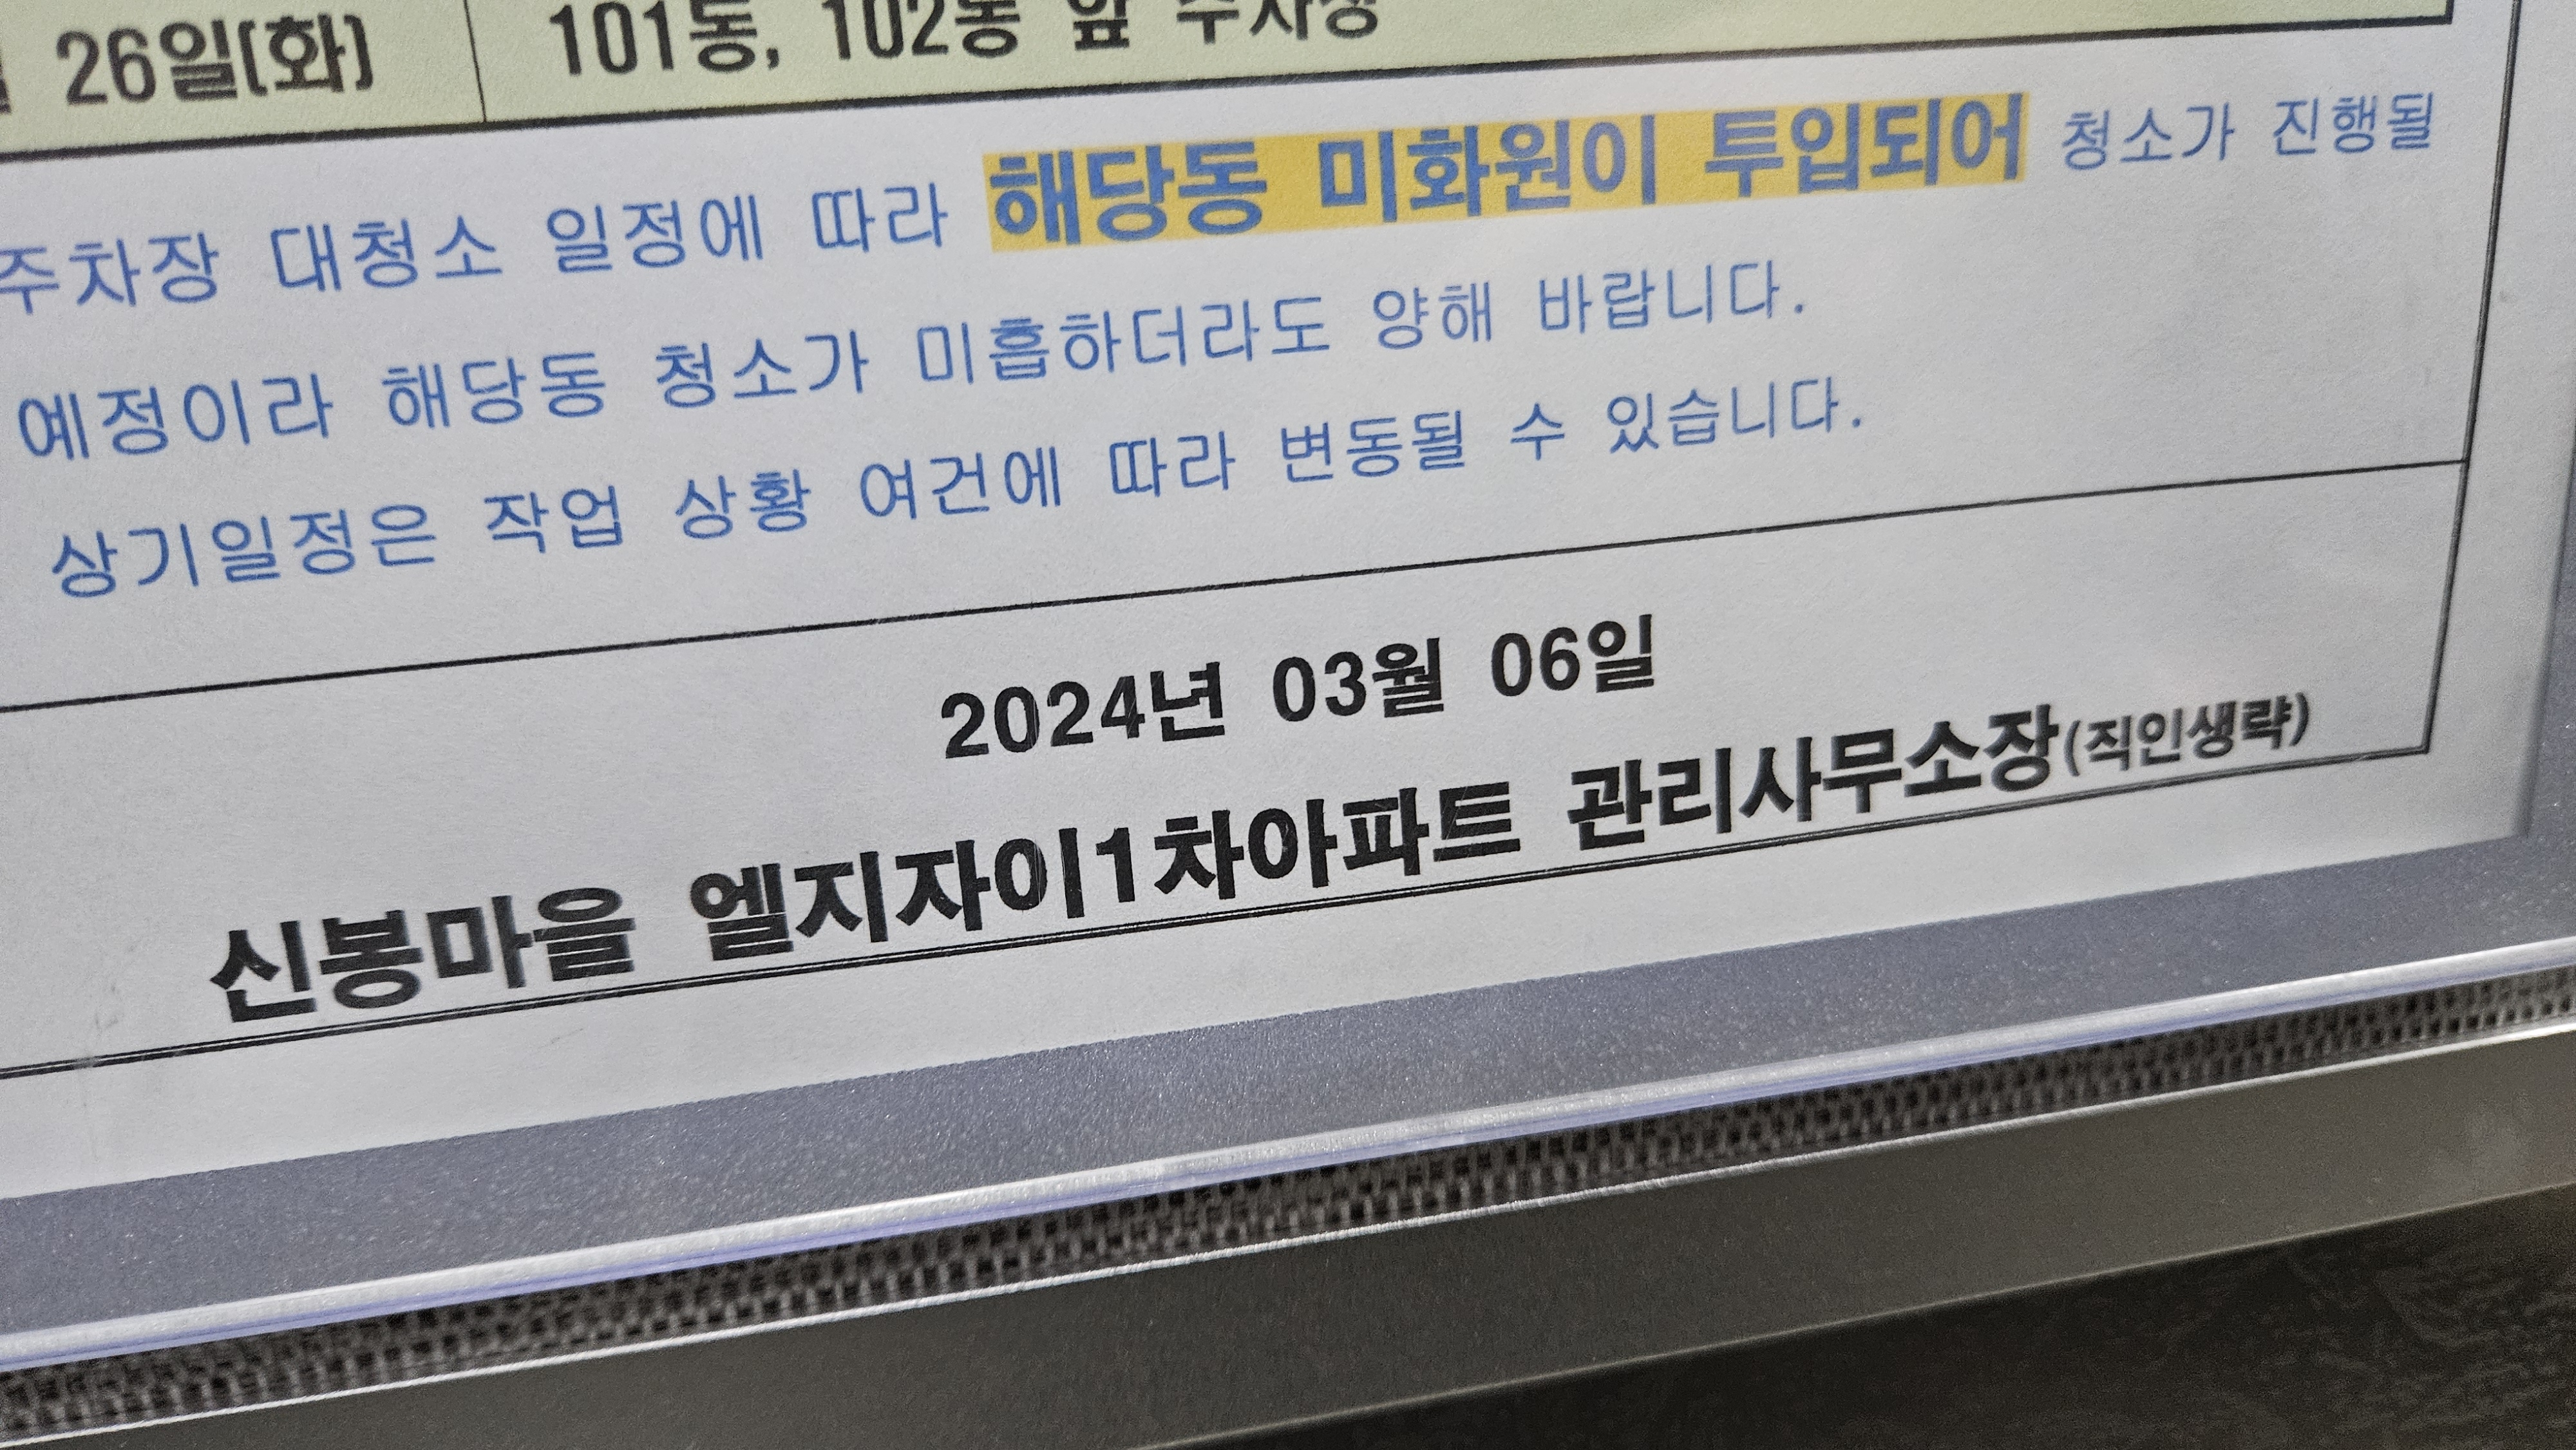 26일(화) 101동, 102동 앞 주차장
주차장 대청소 일정에 따라 해당동 미화원이 투입되어 청소가 진행될
예정이라 해당동 청소가 미흡하더라도 양해 바랍니다.
상기일정은 작업 상황 여건에 따라 변동될 수 있습니다.
2024년 03월 06일
신봉마을 엘지자이1차아파트 관리사무소장(직인생략)